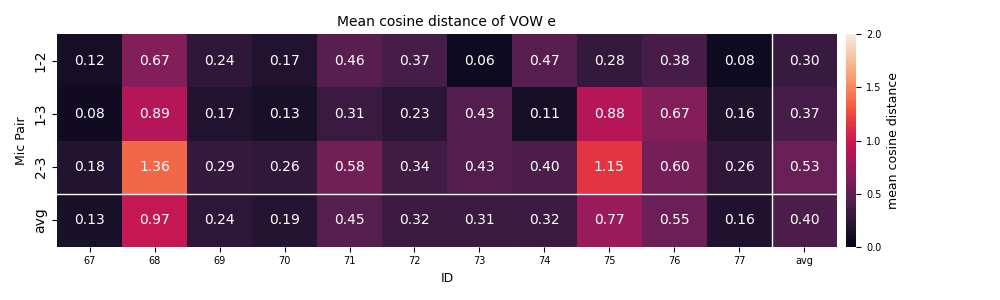 Mean cosine distance of VOW e
Mic Pair
1-2 0.12 0.67 0.24 0.17 0.46 0.37 0.06 0.47 0.28 0.38 0.08 0.30
1-3 0.08 0.89 0.17 0.13 0.31 0.23 0.43 0.11 0.88 0.67 0.16 0.37
2-3 0.18 1.36 0.29 0.26 0.58 0.34 0.43 0.40 1.15 0.60 0.26 0.53
avg 0.13 0.97 0.24 0.19 0.45 0.32 0.31 0.32 0.77 0.55 0.16 0.40
67 68 69 70 71 72 73 74 75 76 77 avg
ID
2.0
1.5
1.0
0.5
0.0
mean cosine distance